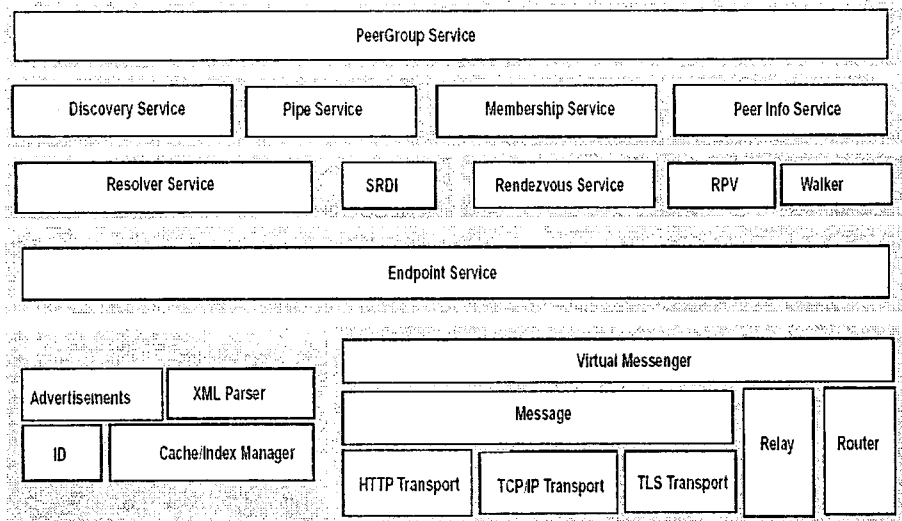 PeerGroup Service
Discovery Service
Pipe Service
Membership Service
Peer Info Service
Resolver Service
SRDI
Rendezvous Service
RPV
Walker
Endpoint Service
Virtual Messenger
Advertisements
XML Parser
Message
ID
Cache/Index Manager
Relay
Router
HTTP Transport
TCP/IP Transport
TLS Transport